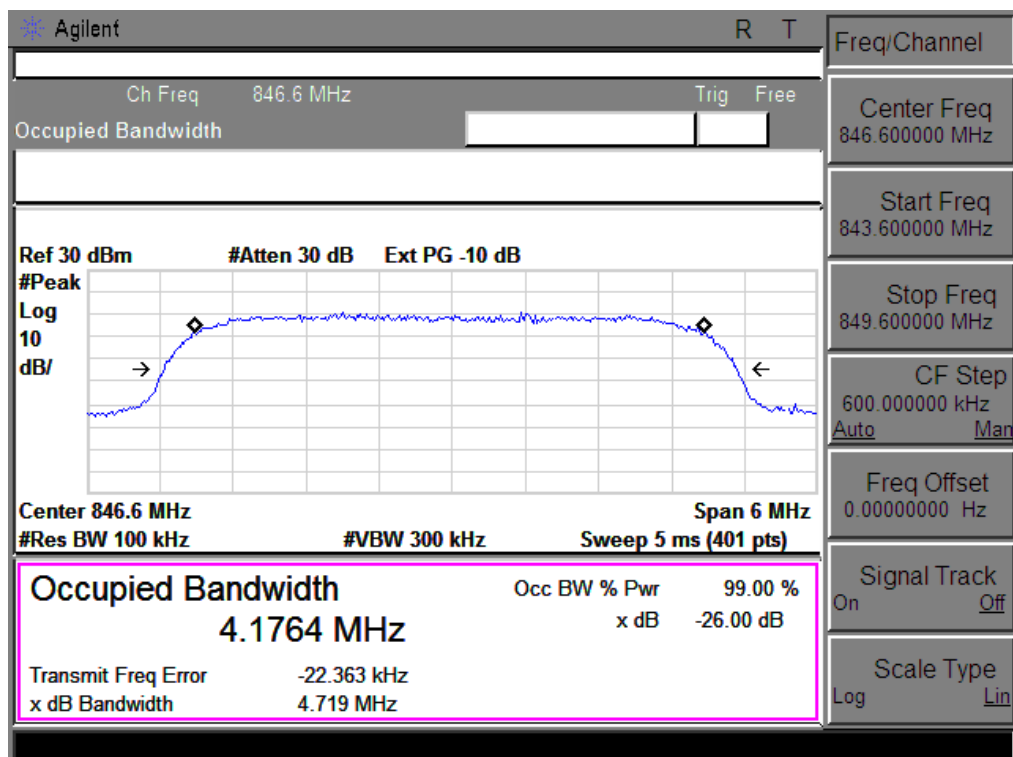 Agilent R T
Ch Freq 846.6 MHz Trig Free
Occupied Bandwidth
Ref 30 dBm #Atten 30 dB Ext PG -10 dB
#Peak
Log
10
dB/
Center 846.6 MHz Span 6 MHz
#Res BW 100 kHz #VBW 300 kHz Sweep 5 ms (401 pts)
Occupied Bandwidth Occ BW % Pwr 99.00 %
4.1764 MHz x dB -26.00 dB
Transmit Freq Error -22.363 kHz
x dB Bandwidth 4.719 MHz
Freq/Channel
Center Freq
846.600000 MHz
Start Freq
843.600000 MHz
Stop Freq
849.600000 MHz
CF Step
600.000000 kHz
Auto Man
Freq Offset
0.00000000 Hz
Signal Track
On Off
Scale Type
Log Lin